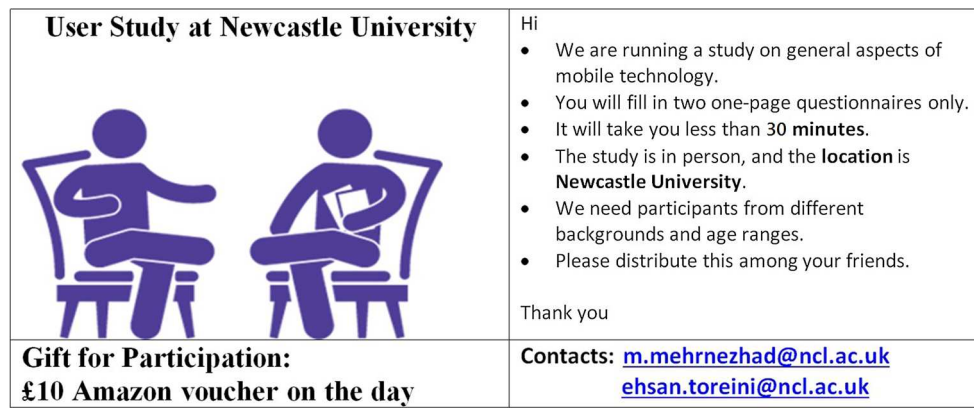 User Study at Newcastle University
Hi
• We are running a study on general aspects of
mobile technology.
• You will fill in two one-page questionnaires only.
• It will take you less than 30 minutes.
• The study is in person, and the location is
Newcastle University.
• We need participants from different
backgrounds and age ranges.
• Please distribute this among your friends.
Thank you
Gift for Participation:
£10 Amazon voucher on the day
Contacts: m.mehrnezhad@ncl.ac.uk
ehsan.toreini@ncl.ac.uk